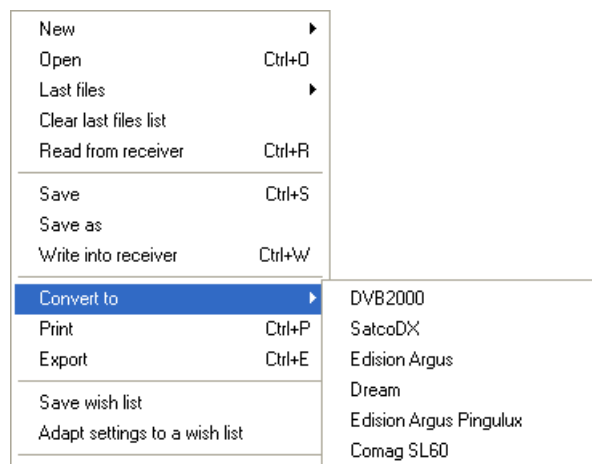 New
Open Ctrl+O
Last files
Clear last files list
Read from receiver Ctrl+R
Save Ctrl+S
Save as
Write into receiver Ctrl+W
Convert to
Print Ctrl+P
Export Ctrl+E
Save wish list
Adapt settings to a wish list
DVB2000
SatcoDX
Edision Argus
Dream
Edision Argus Pingulux
Comag SL60